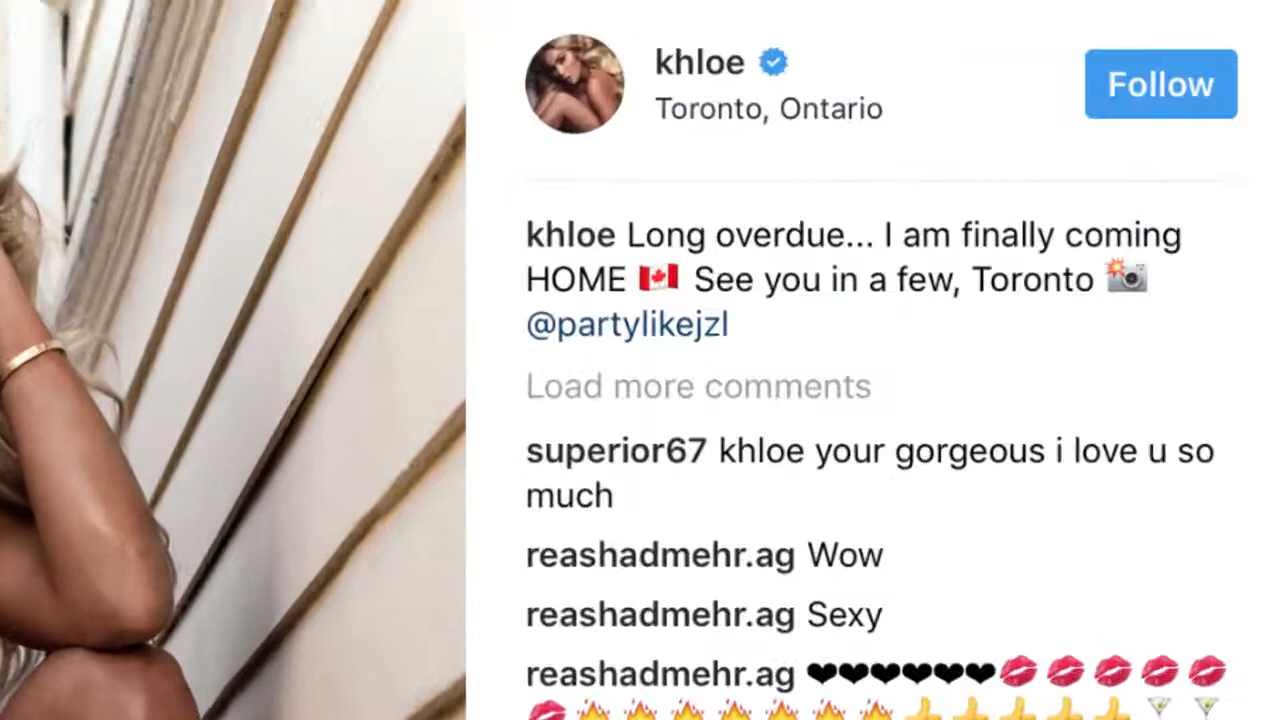 khloe
Toronto, Ontario
Follow
khloe Long overdue... I am finally coming
HOME 🇨🇦 See you in a few, Toronto 📸
@partylikejzl
Load more comments
superior67 khloe your gorgeous i love u so
much
reashadmehr.ag Wow
reashadmehr.ag Sexy
reashadmehr.ag ❤❤❤❤❤❤💋💋💋💋💋
💋🔥🔥🔥🔥🔥🔥🔥👍👍👍👍👍🍸🍸